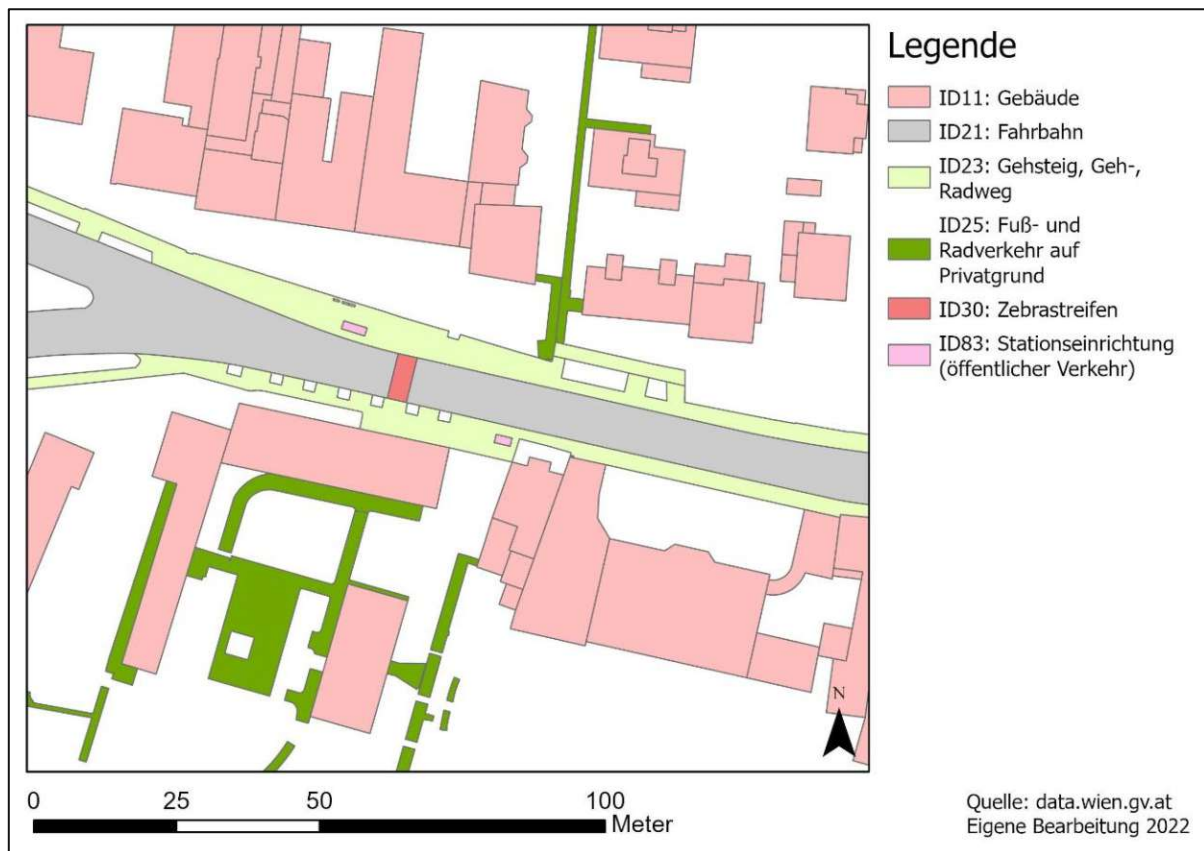 Legende
ID11: Gebäude
ID21: Fahrbahn
ID23: Gehsteig, Geh-,
Radweg
ID25: Fuß- und
Radverkehr auf
Privatgrund
ID30: Zebrastreifen
ID83: Stationseinrichtung
(öffentlicher Verkehr)
N
0 25 50 100
Meter
Quelle: data.wien.gv.at
Eigene Bearbeitung 2022